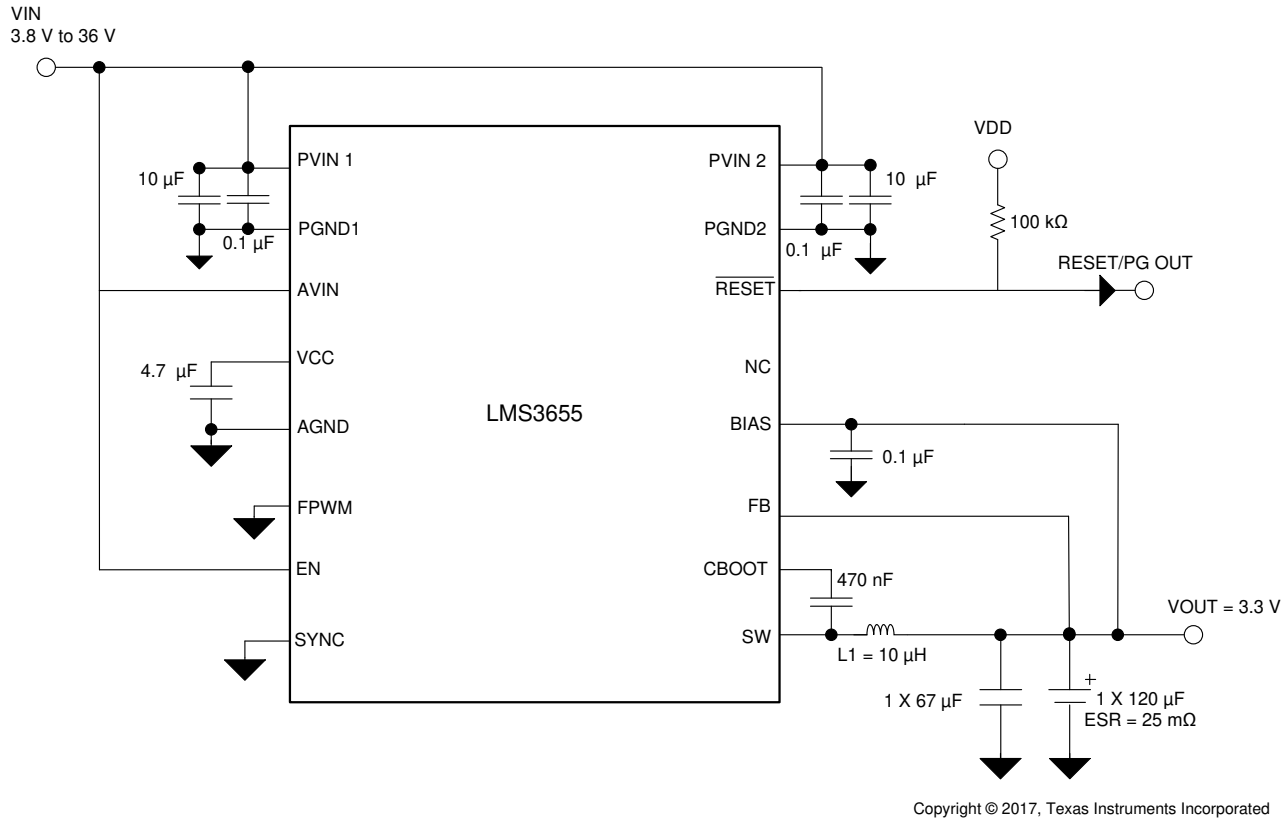 VIN
3.8 V to 36 V
VDD
PVIN 1
PVIN 2
10 µF
10 µF
100 kΩ
PGND1
PGND2
0.1 µF
0.1 µF
RESET/PG OUT
AVIN
RESET
VCC
NC
4.7 µF
LMS3655
AGND
BIAS
0.1 µF
FPWM
FB
EN
CBOOT
470 nF
VOUT = 3.3 V
SYNC
SW
L1 = 10 µH
+
1 X 67 µF
1 X 120 µF
ESR = 25 mΩ
Copyright © 2017, Texas Instruments Incorporated